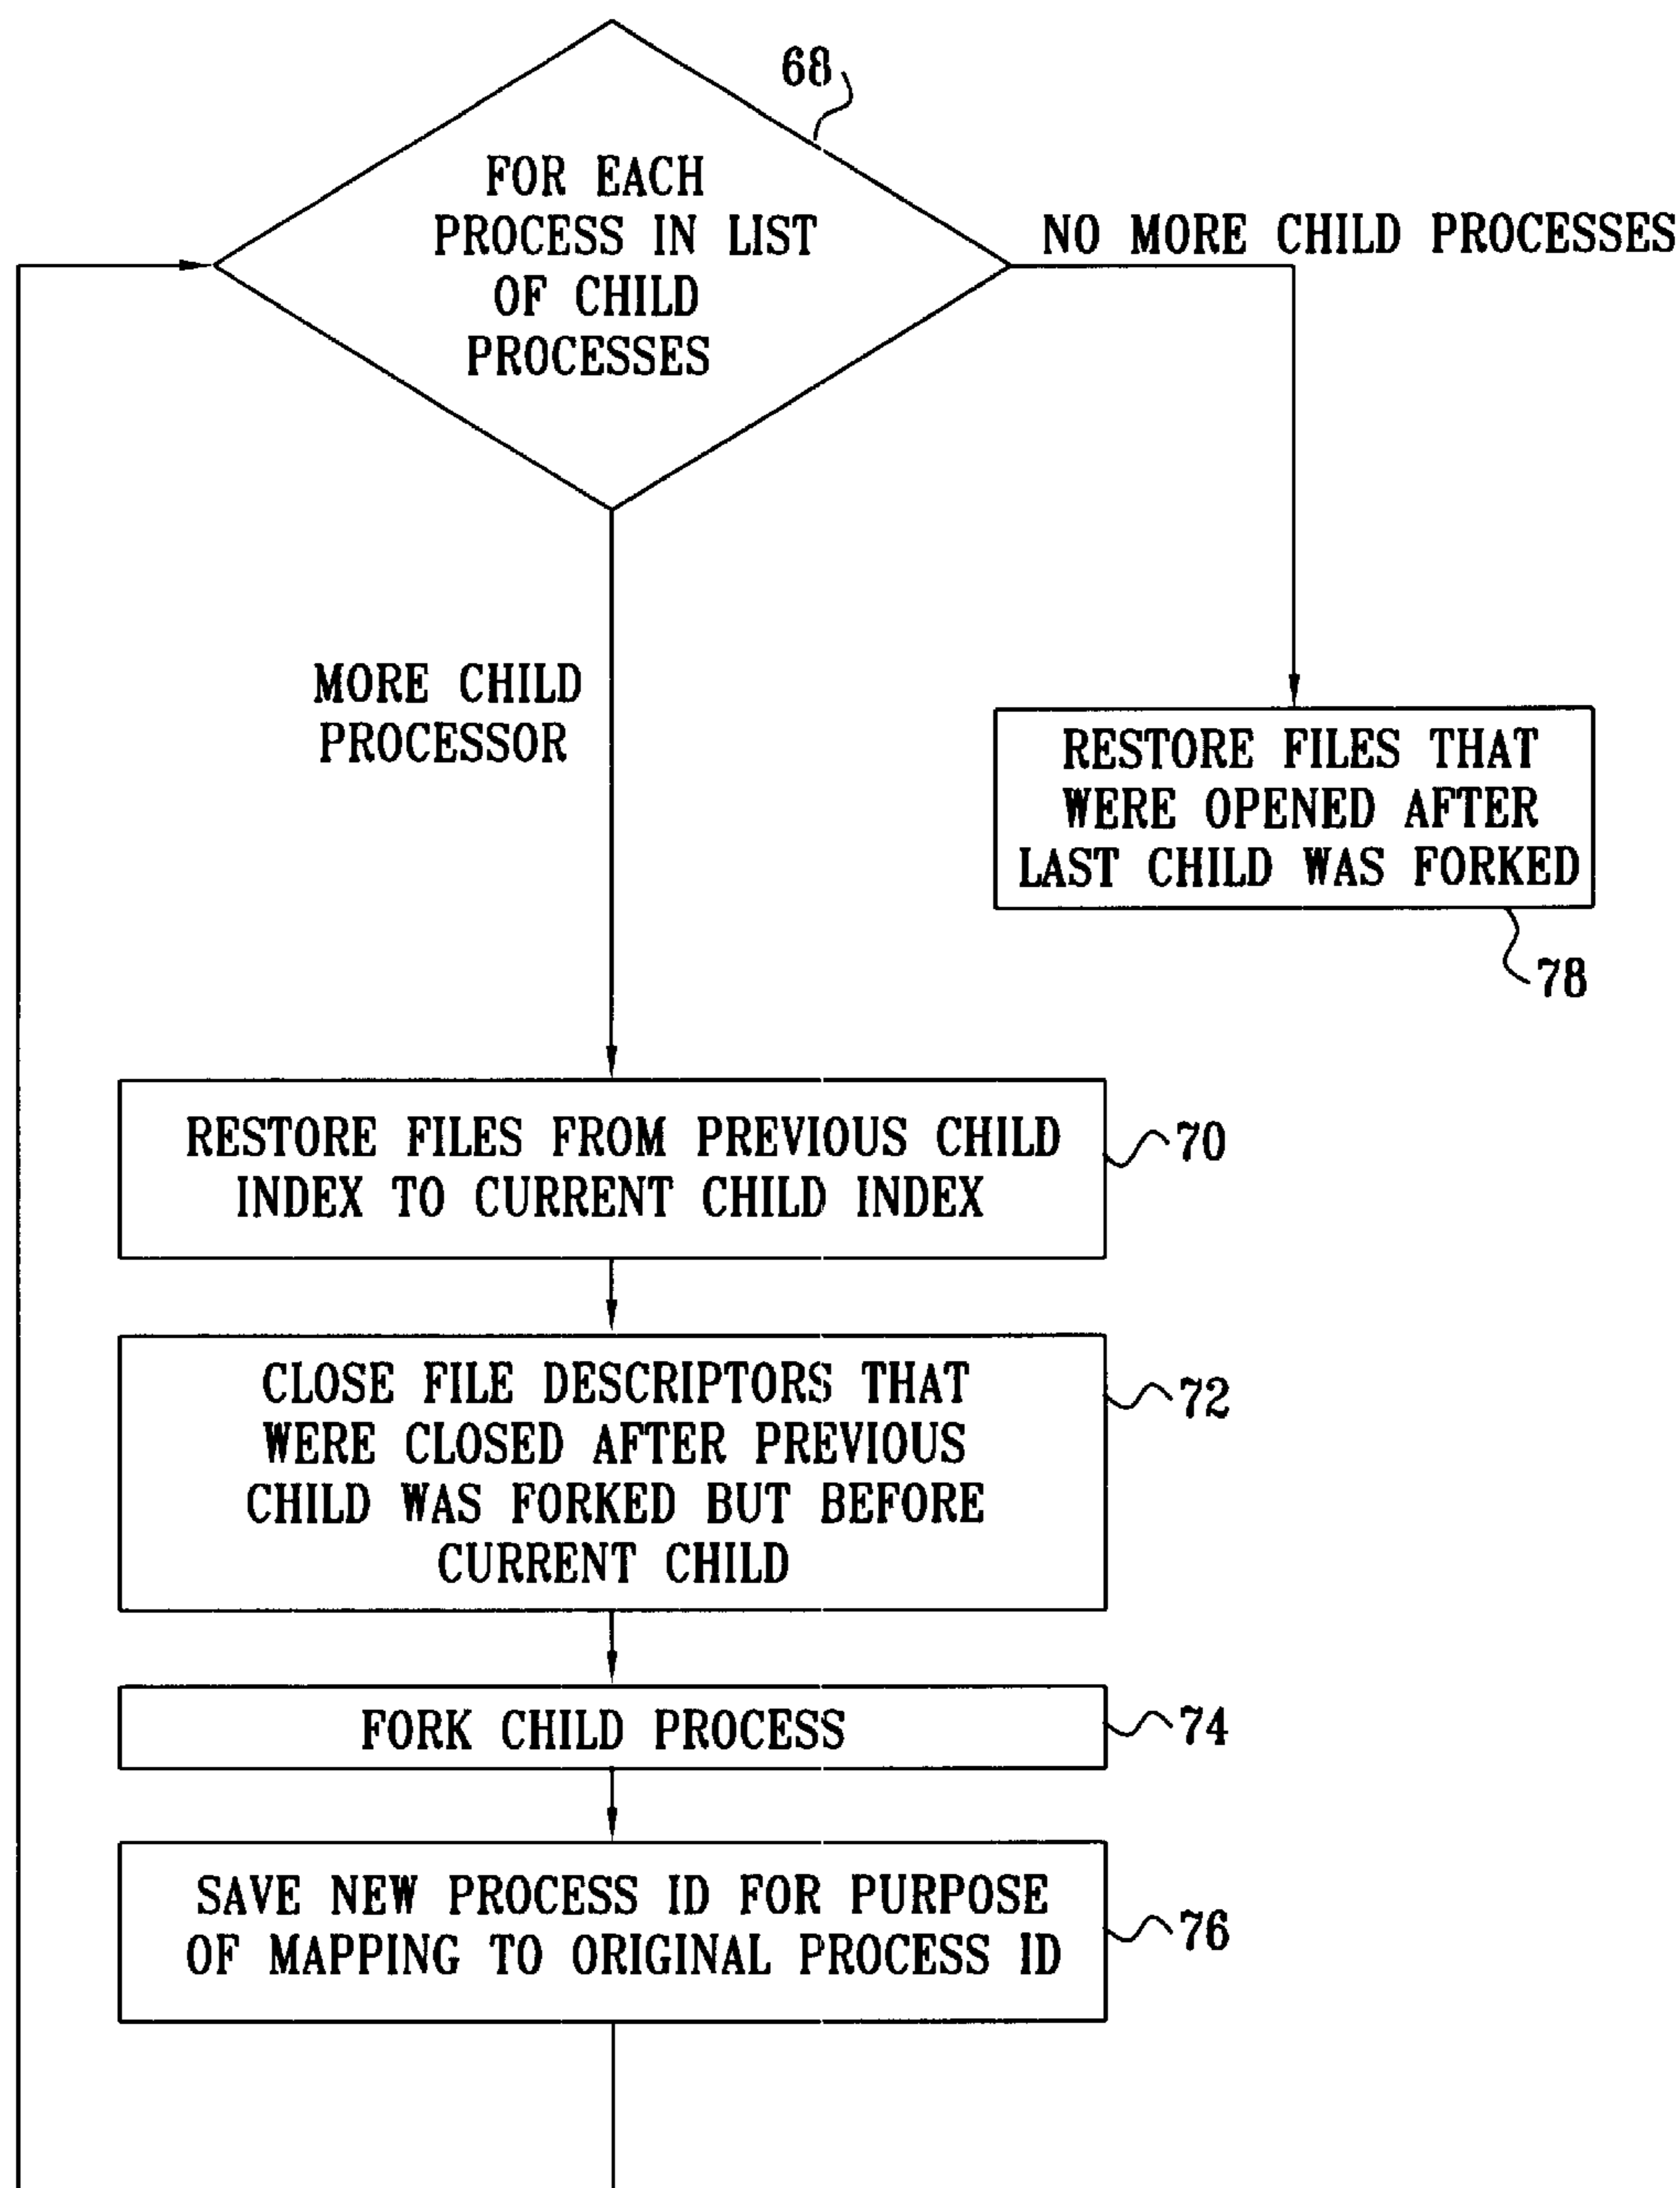 68
FOR EACH
PROCESS IN LIST
OF CHILD
PROCESSES
NO MORE CHILD PROCESSES
MORE CHILD
PROCESSOR
RESTORE FILES THAT
WERE OPENED AFTER
LAST CHILD WAS FORKED
78
RESTORE FILES FROM PREVIOUS CHILD
INDEX TO CURRENT CHILD INDEX
70
CLOSE FILE DESCRIPTORS THAT
WERE CLOSED AFTER PREVIOUS
CHILD WAS FORKED BUT BEFORE
CURRENT CHILD
72
FORK CHILD PROCESS
74
SAVE NEW PROCESS ID FOR PURPOSE
OF MAPPING TO ORIGINAL PROCESS ID
76